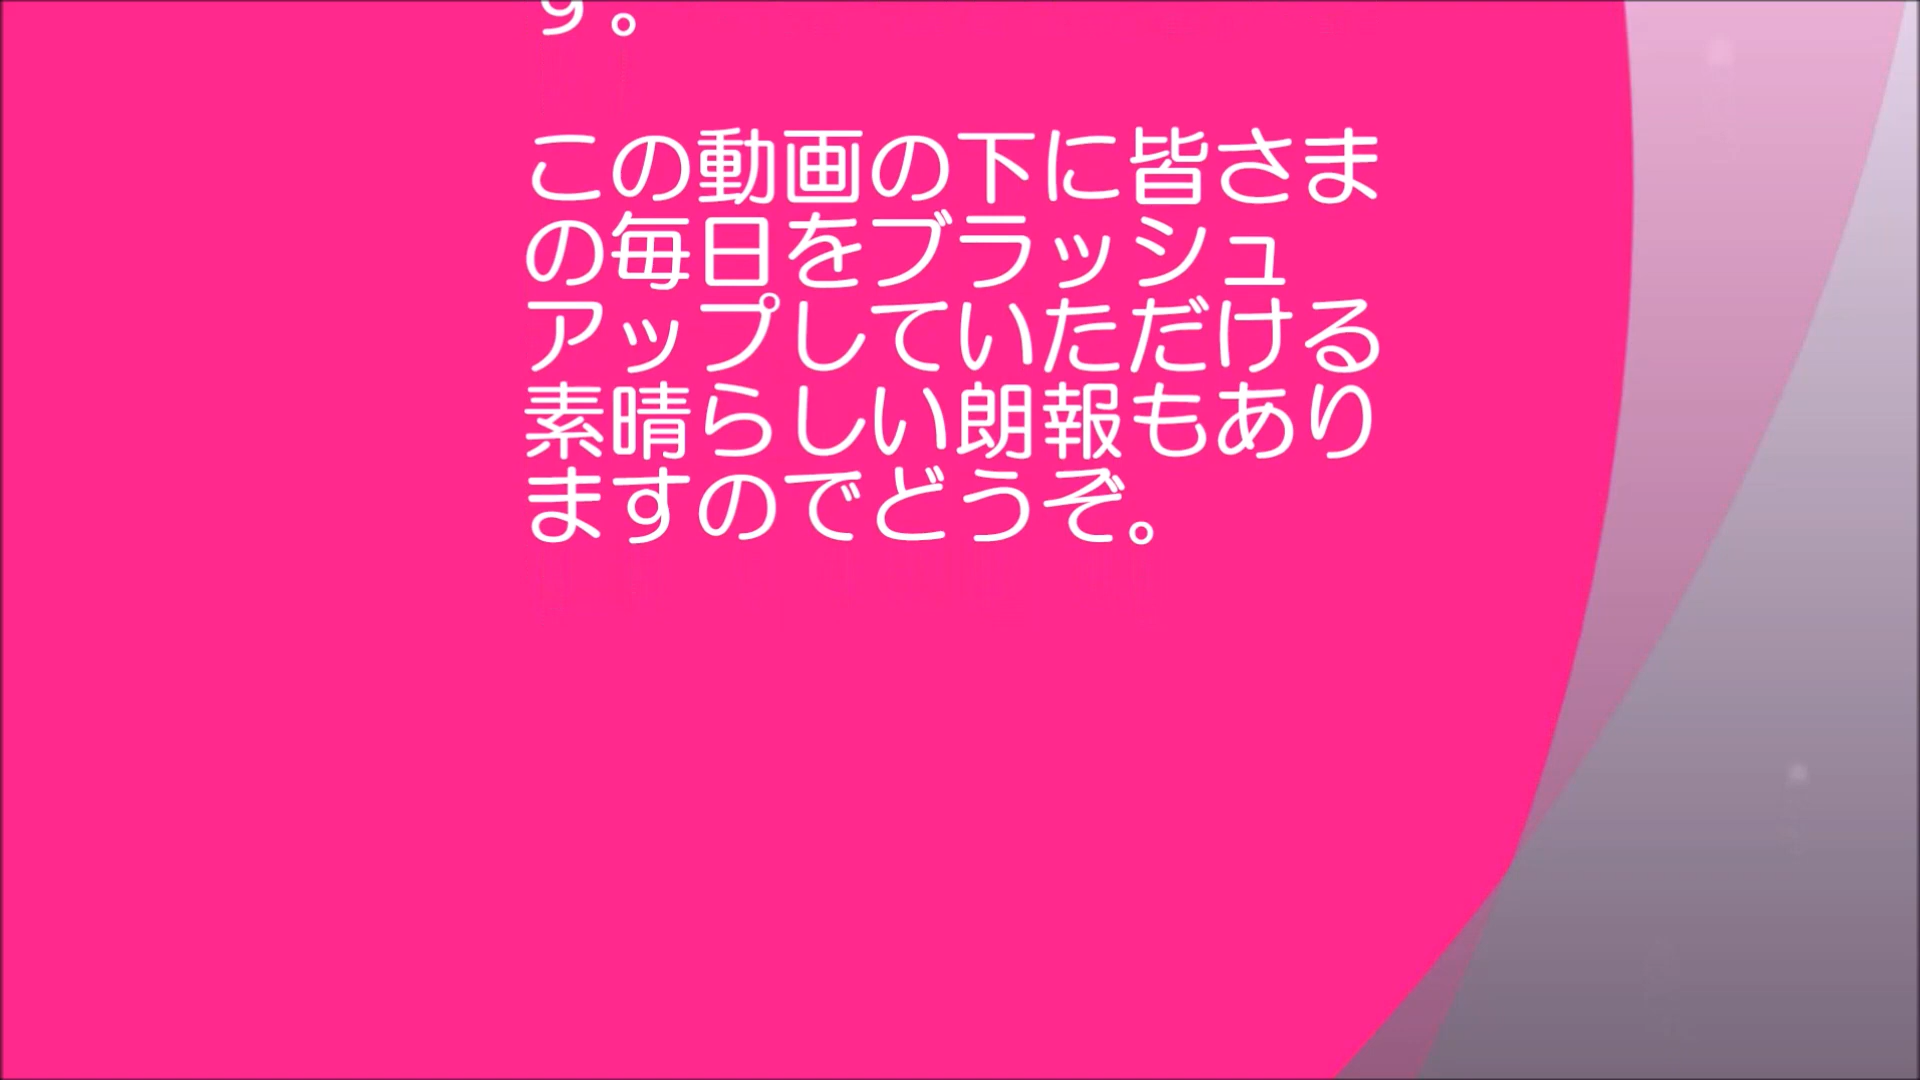 す。
この動画の下に皆さま
の毎日をブラッシュ
アップしていただける
素晴らしい朗報もあり
ますのでどうぞ。